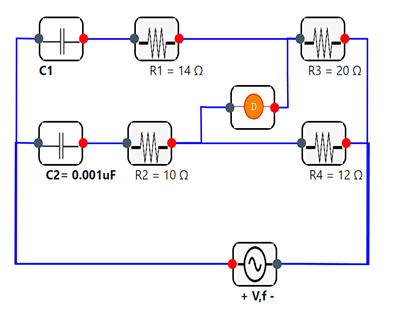 C1
R1 = 14 Ω
R3 = 20 Ω
D
C2= 0.001uF
R2 = 10 Ω
R4 = 12 Ω
+ V,f -